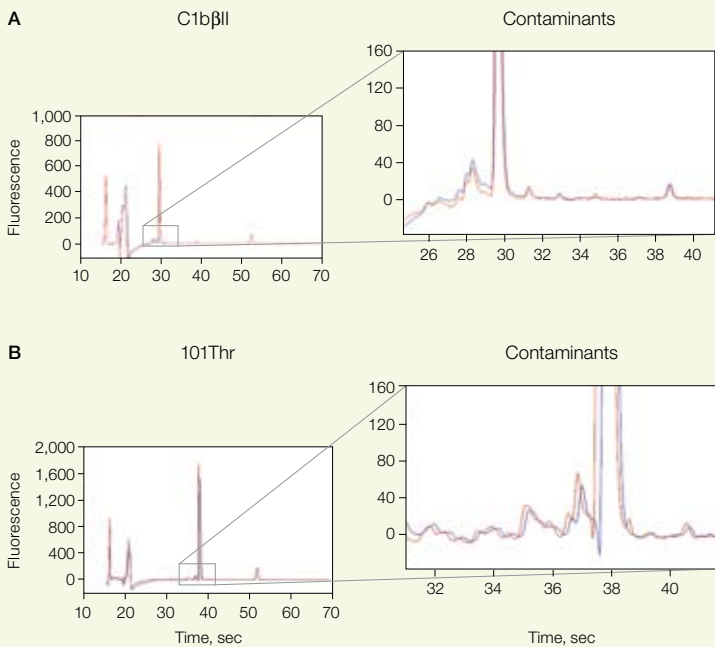 A
C1bβII
Contaminants
Fluorescence
1,000
800
600
400
200
0
10 20 30 40 50 60 70
160
120
80
40
0
26 28 30 32 34 36 38 40
B
101Thr
Contaminants
Fluorescence
2,000
1,600
1,200
800
400
0
10 20 30 40 50 60 70
Time, sec
160
120
80
40
0
32 34 36 38 40
Time, sec